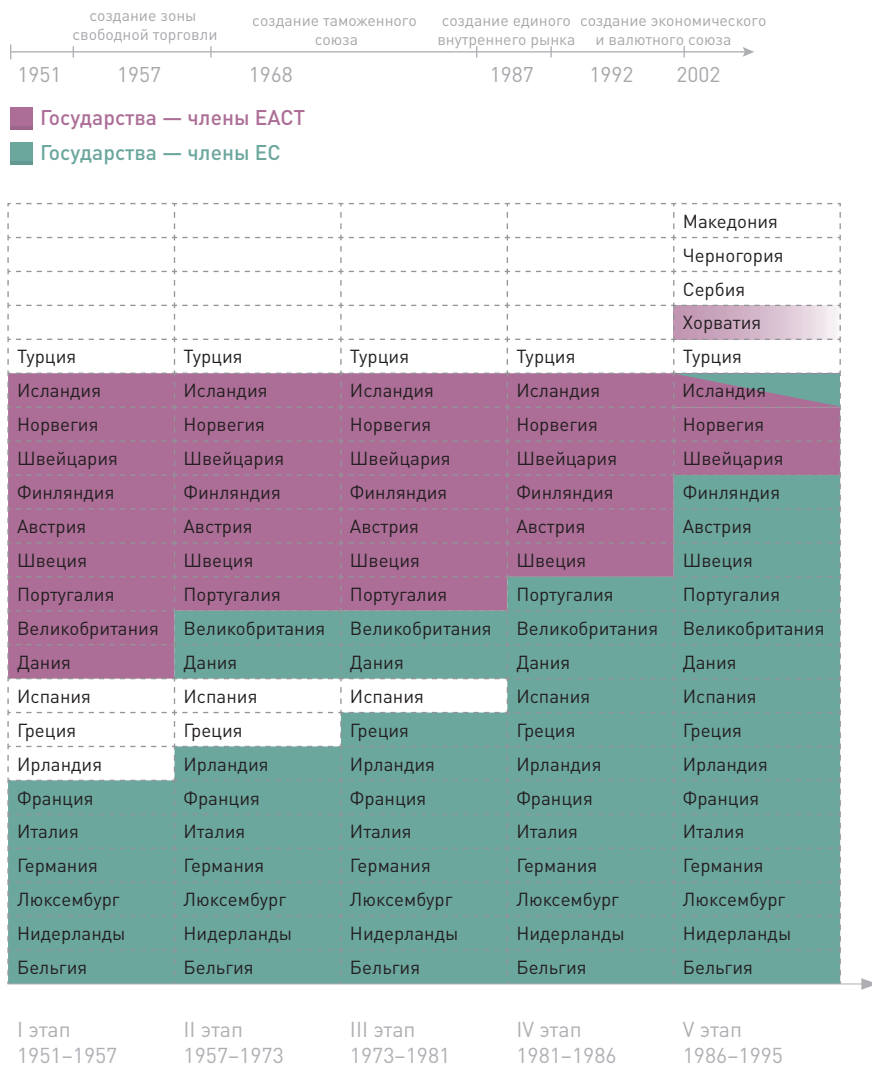 создание зоны
свободной торговли
создание таможенного
союза
создание единого
внутреннего рынка
создание экономического
и валютного союза
1951
1957
1968
1987
1992
2002
Государства — члены ЕАСТ
Государства — члены ЕС
Македония
Черногория
Сербия
Хорватия
Турция Турция Турция Турция Турция
Исландия Исландия Исландия Исландия Исландия
Норвегия Норвегия Норвегия Норвегия Норвегия
Швейцария Швейцария Швейцария Швейцария Швейцария
Финляндия Финляндия Финляндия Финляндия Финляндия
Австрия Австрия Австрия Австрия Австрия
Швеция Швеция Швеция Швеция Швеция
Португалия Португалия Португалия Португалия Португалия
Великобритания Великобритания Великобритания Великобритания Великобритания
Дания Дания Дания Дания Дания
Испания Испания Испания Испания Испания
Греция Греция Греция Греция Греция
Ирландия Ирландия Ирландия Ирландия Ирландия
Франция Франция Франция Франция Франция
Италия Италия Италия Италия Италия
Германия Германия Германия Германия Германия
Люксембург Люксембург Люксембург Люксембург Люксембург
Нидерланды Нидерланды Нидерланды Нидерланды Нидерланды
Бельгия Бельгия Бельгия Бельгия Бельгия
I этап
1951–1957
II этап
1957–1973
III этап
1973–1981
IV этап
1981–1986
V этап
1986–1995